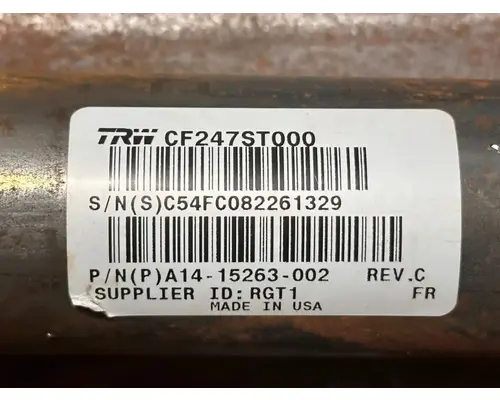 TRW CF247ST000
S/N(S)C54FC082261329
P/N(P)A14-15263-002 REV.C
SUPPLIER ID:RGT1 FR
MADE IN USA